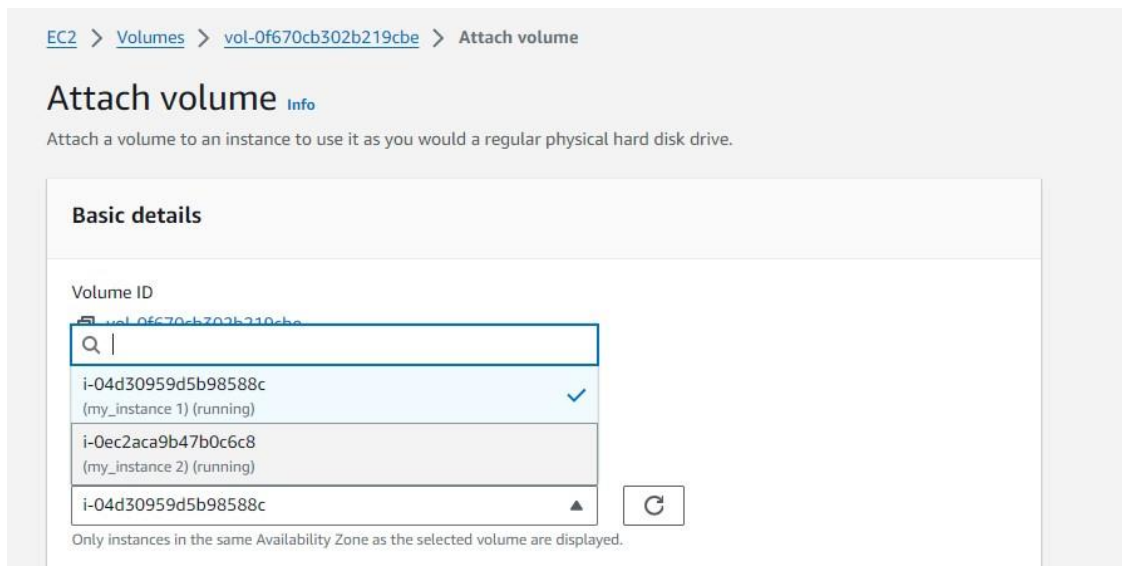 EC2 > Volumes > vol-0f670cb302b219cbe > Attach volume
Attach volume Info
Attach a volume to an instance to use it as you would a regular physical hard disk drive.
Basic details
Volume ID
vol-0f670cb302b219cbe
i-04d30959d5b98588c
(my_instance 1) (running)
i-0ec2aca9b47b0c6c8
(my_instance 2) (running)
i-04d30959d5b98588c
Only instances in the same Availability Zone as the selected volume are displayed.